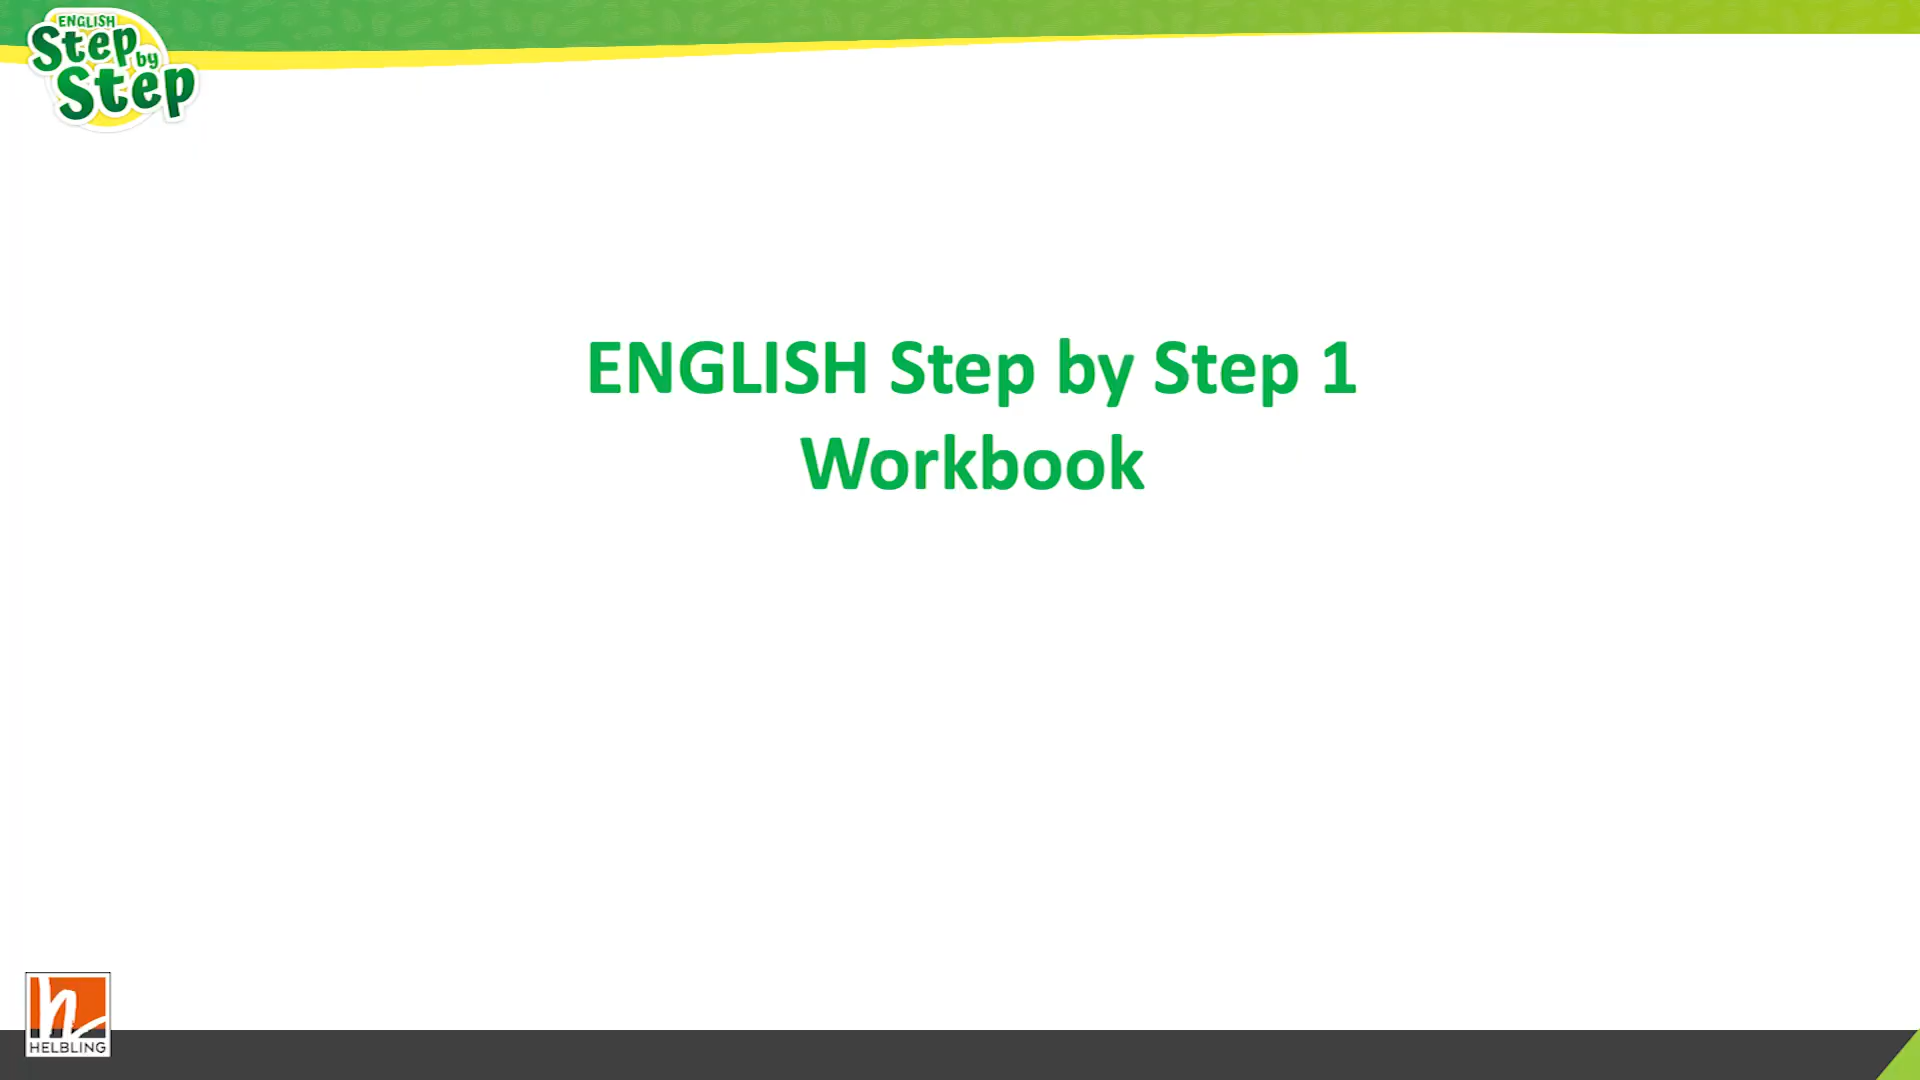 ENGLISH
Step by
Step
ENGLISH Step by Step 1
Workbook
HELBLING